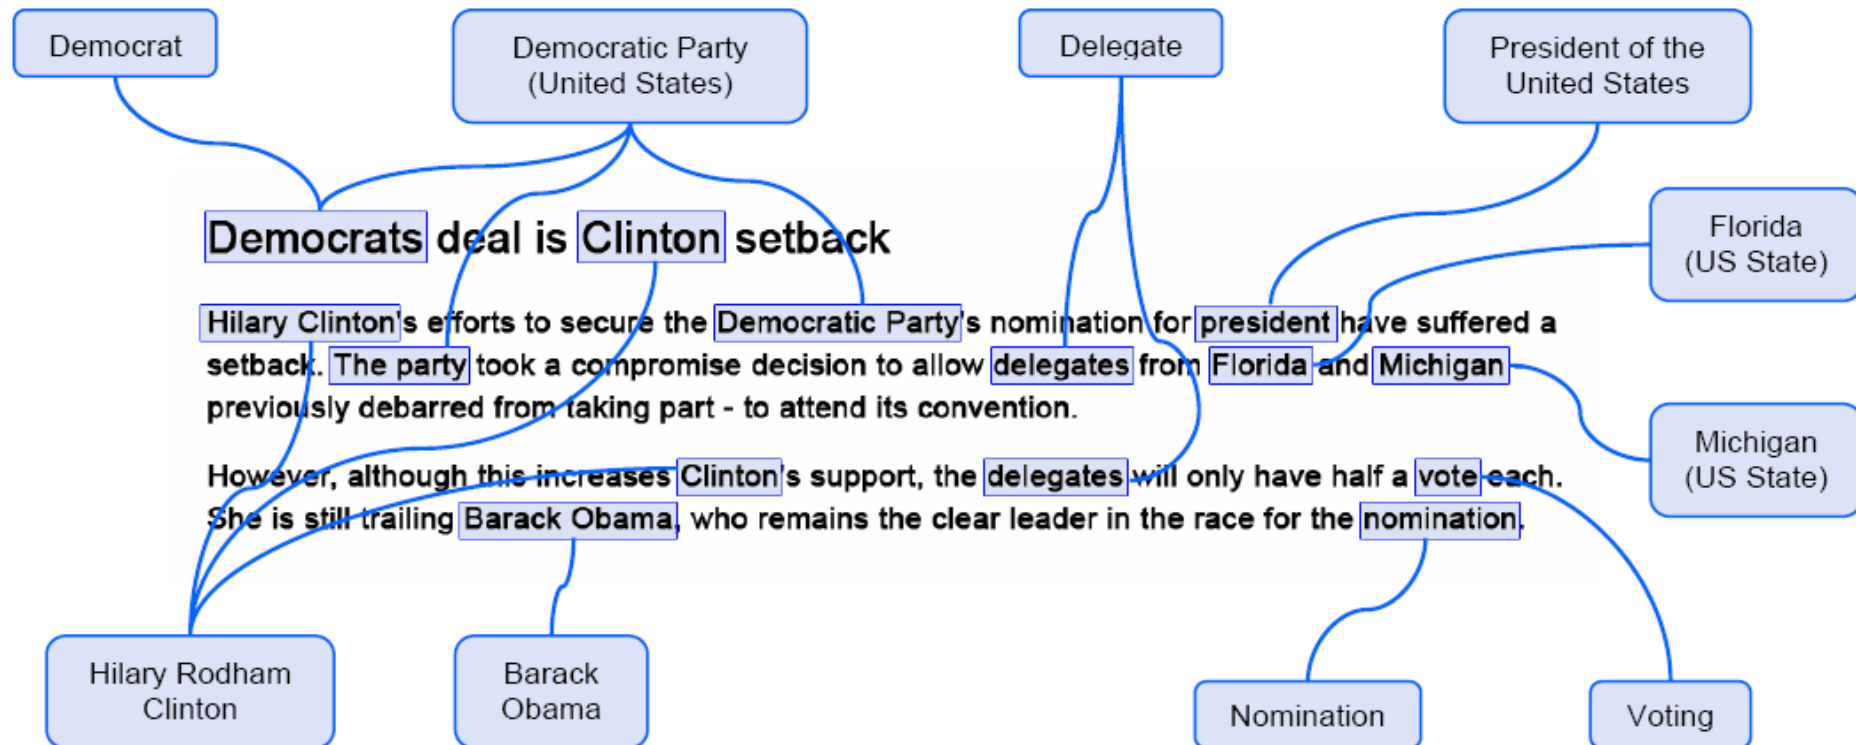 Democrat
Democratic Party
(United States)
Delegate
President of the
United States
Florida
(US State)
Democrats deal is Clinton setback
Hilary Clinton's efforts to secure the Democratic Party's nomination for president have suffered a
setback. The party took a compromise decision to allow delegates from Florida and Michigan
previously debarred from taking part - to attend its convention.
Michigan
(US State)
However, although this increases Clinton's support, the delegates will only have half a vote each.
She is still trailing Barack Obama, who remains the clear leader in the race for the nomination.
Hilary Rodham
Clinton
Barack
Obama
Nomination
Voting